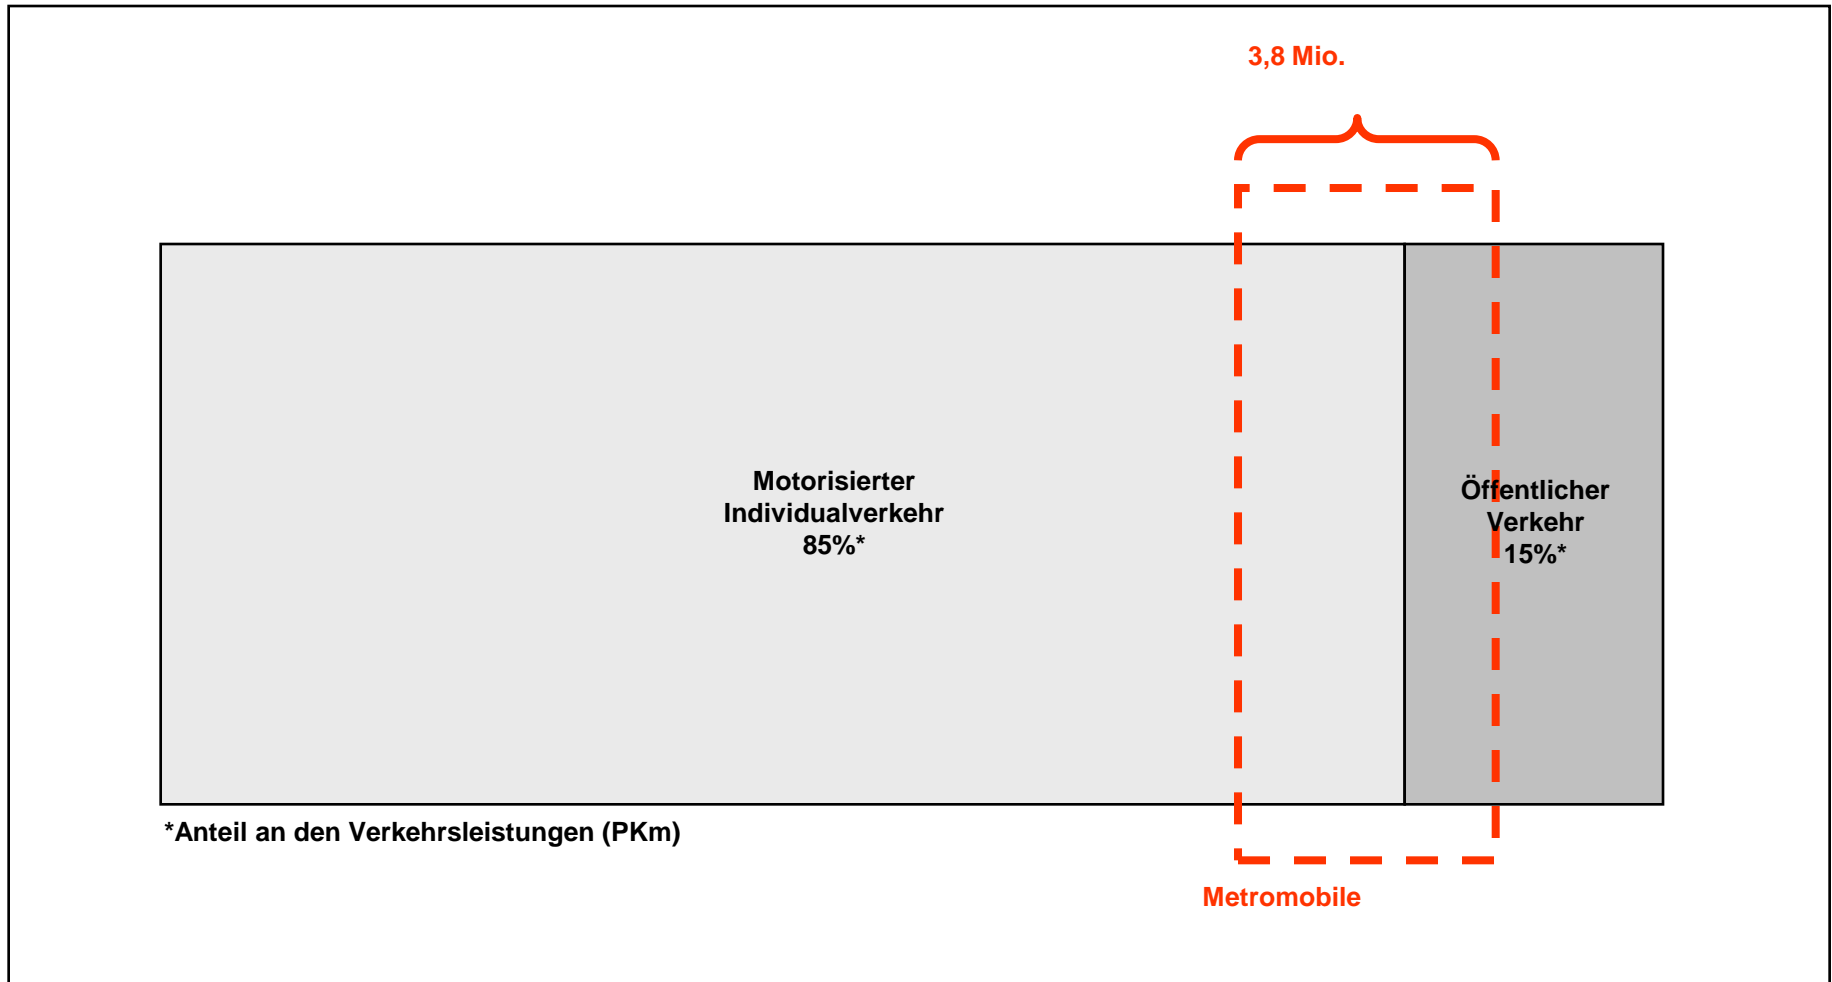 3,8 Mio.
Motorisierter
Individualverkehr
85%*
Öffentlicher
Verkehr
15%*
*Anteil an den Verkehrsleistungen (PKm)
Metromobile